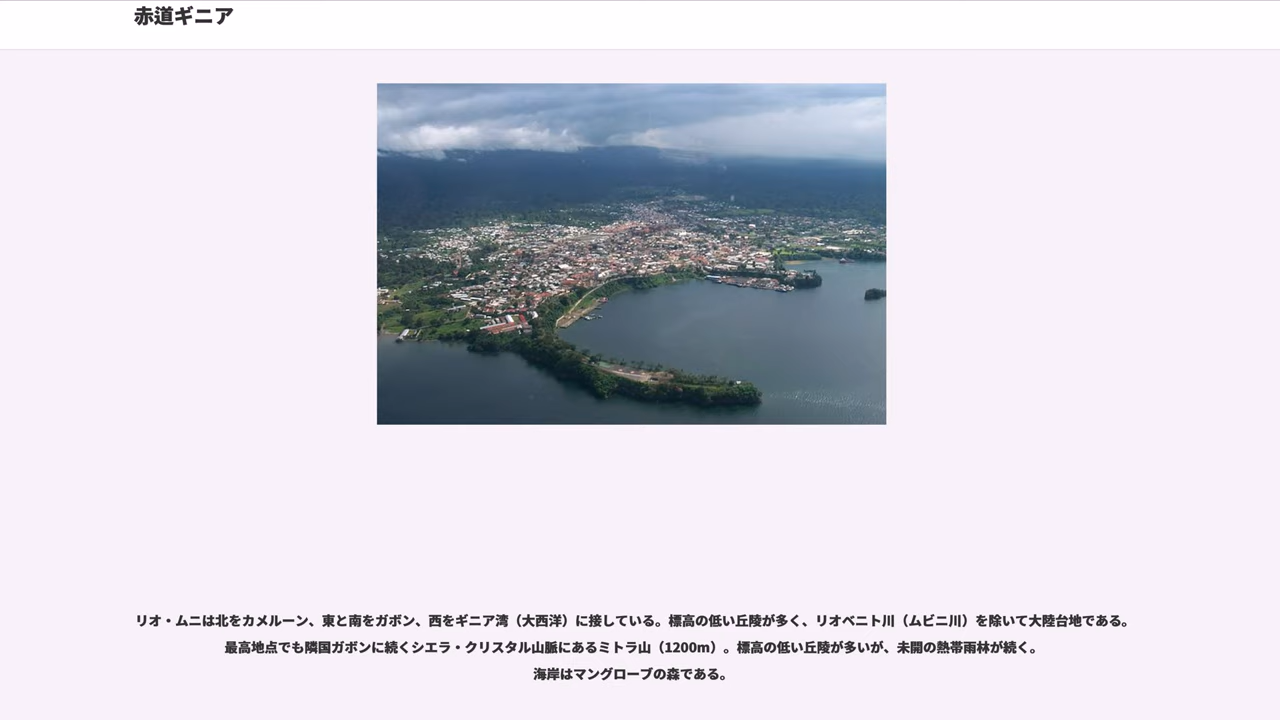 赤道ギニア
リオ・ムニは北をカメルーン、東と南をガボン、西をギニア湾（大西洋）に接している。標高の低い丘陵が多く、リオベニト川（ムビニ川）を除いて大陸台地である。
最高地点でも隣国ガボンに続くシエラ・クリスタル山脈にあるミトラ山（1200m）。標高の低い丘陵が多いが、未開の熱帯雨林が続く。
海岸はマングローブの森である。